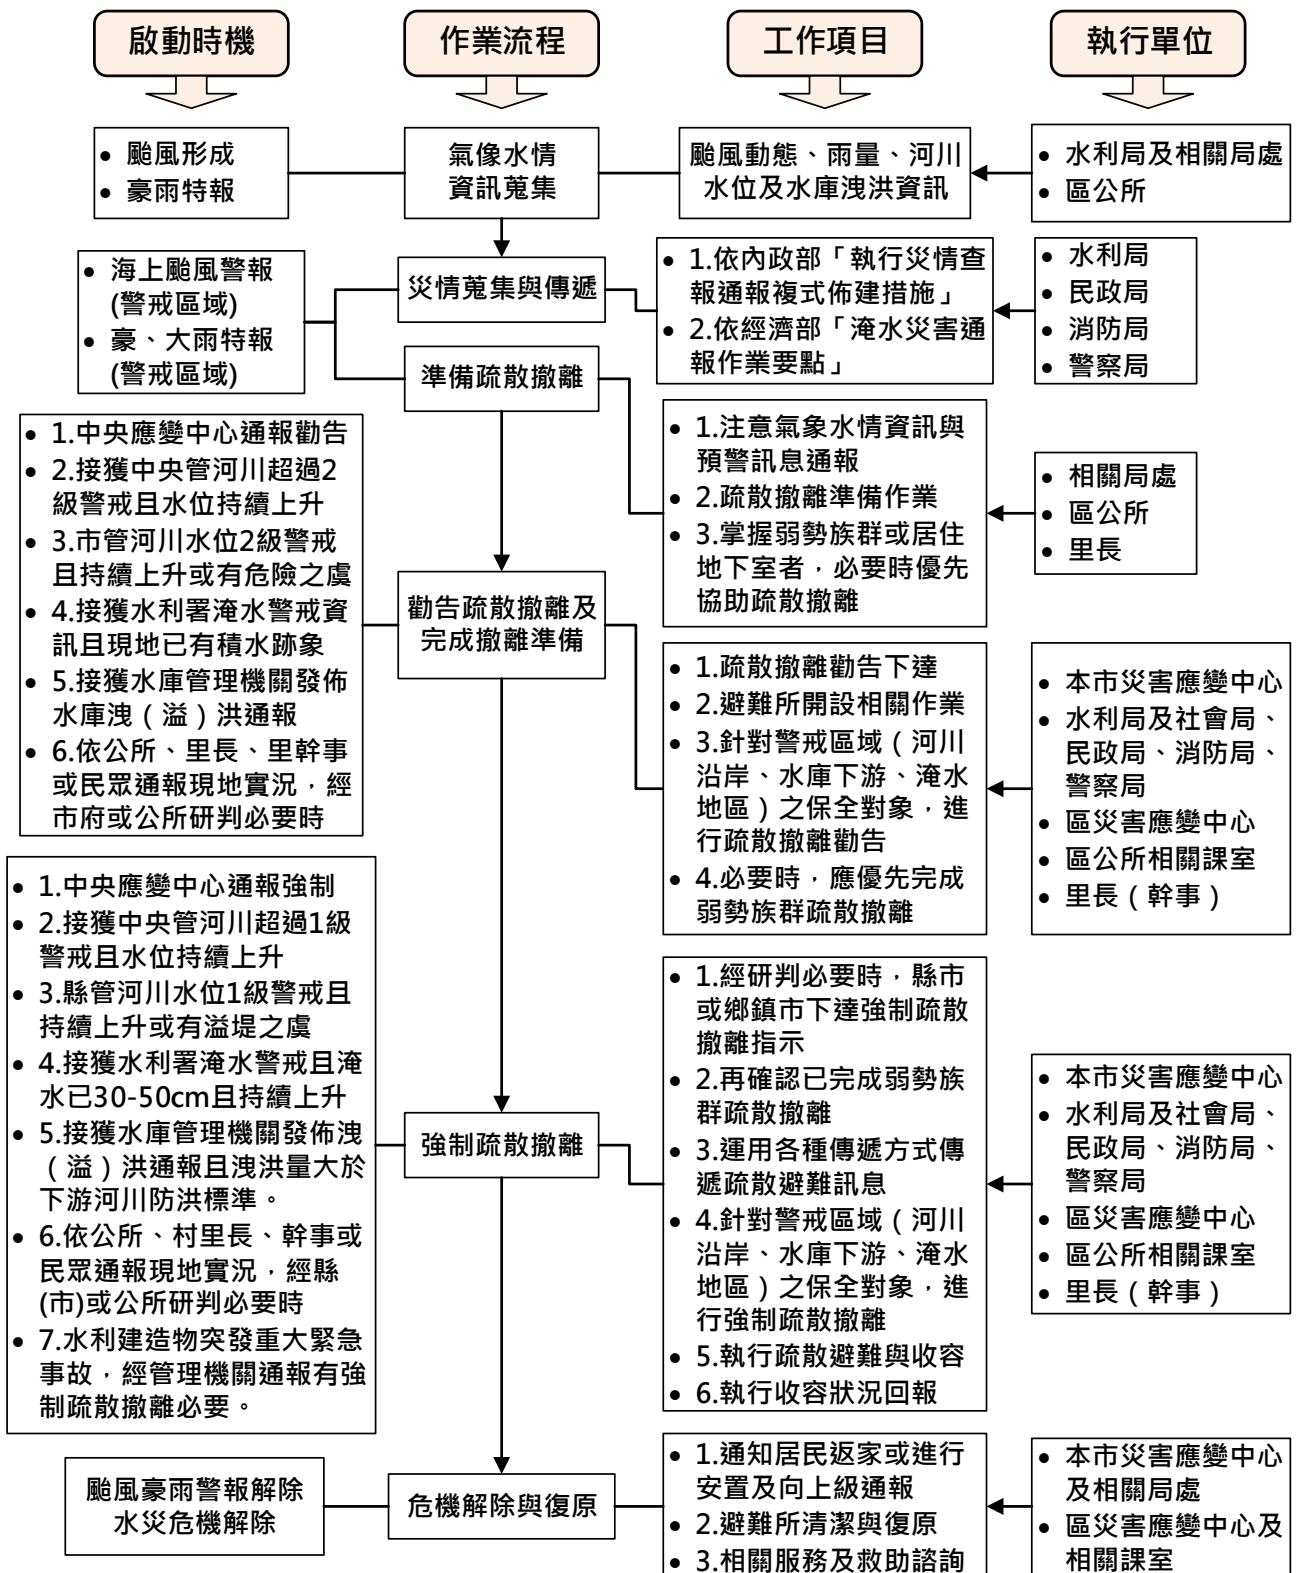 啟動時機
作業流程
工作項目
執行單位
• 颱風形成
• 豪雨特報
氣像水情
資訊蒐集
颱風動態、雨量、河川
水位及水庫洩洪資訊
• 水利局及相關局處
• 區公所
• 海上颱風警報
(警戒區域)
• 豪、大雨特報
(警戒區域)
災情蒐集與傳遞
• 1.依內政部「執行災情查
報通報複式佈建措施」
• 2.依經濟部「淹水災害通
報作業要點」
• 水利局
• 民政局
• 消防局
• 警察局
準備疏散撤離
• 1.注意氣象水情資訊與
預警訊息通報
• 2.疏散撤離準備作業
• 3.掌握弱勢族群或居住
地下室者，必要時優先
協助疏散撤離
• 相關局處
• 區公所
• 里長
• 1.中央應變中心通報勸告
• 2.接獲中央管河川超過2
級警戒且水位持續上升
• 3.市管河川水位2級警戒
且持續上升或有危險之虞
• 4.接獲水利署淹水警戒資
訊且現地已有積水跡象
• 5.接獲水庫管理機關發佈
水庫洩（溢）洪通報
• 6.依公所、里長、里幹事
或民眾通報現地實況，經
市府或公所研判必要時
勸告疏散撤離及
完成撤離準備
• 1.疏散撤離勸告下達
• 2.避難所開設相關作業
• 3.針對警戒區域（河川
沿岸、水庫下游、淹水
地區）之保全對象，進
行疏散撤離勸告
• 4.必要時，應優先完成
弱勢族群疏散撤離
• 本市災害應變中心
• 水利局及社會局、
民政局、消防局、
警察局
• 區災害應變中心
• 區公所相關課室
• 里長（幹事）
• 1.中央應變中心通報強制
• 2.接獲中央管河川超過1級
警戒且水位持續上升
• 3.縣管河川水位1級警戒且
持續上升或有溢堤之虞
• 4.接獲水利署淹水警戒且淹
水已30-50cm且持續上升
• 5.接獲水庫管理機關發佈洩
（溢）洪通報且洩洪量大於
下游河川防洪標準。
• 6.依公所、村里長、幹事或
民眾通報現地實況，經縣
(市)或公所研判必要時
• 7.水利建造物突發重大緊急
事故，經管理機關通報有強
制疏散撤離必要。
強制疏散撤離
• 1.經研判必要時，縣市
或鄉鎮市下達強制疏散
撤離指示
• 2.再確認已完成弱勢族
群疏散撤離
• 3.運用各種傳遞方式傳
遞疏散避難訊息
• 4.針對警戒區域（河川
沿岸、水庫下游、淹水
地區）之保全對象，進
行強制疏散撤離
• 5.執行疏散避難與收容
• 6.執行收容狀況回報
• 本市災害應變中心
• 水利局及社會局、
民政局、消防局、
警察局
• 區災害應變中心
• 區公所相關課室
• 里長（幹事）
颱風豪雨警報解除
水災危機解除
危機解除與復原
• 1.通知居民返家或進行
安置及向上級通報
• 2.避難所清潔與復原
• 3.相關服務及救助諮詢
• 本市災害應變中心
及相關局處
• 區災害應變中心及
相關課室